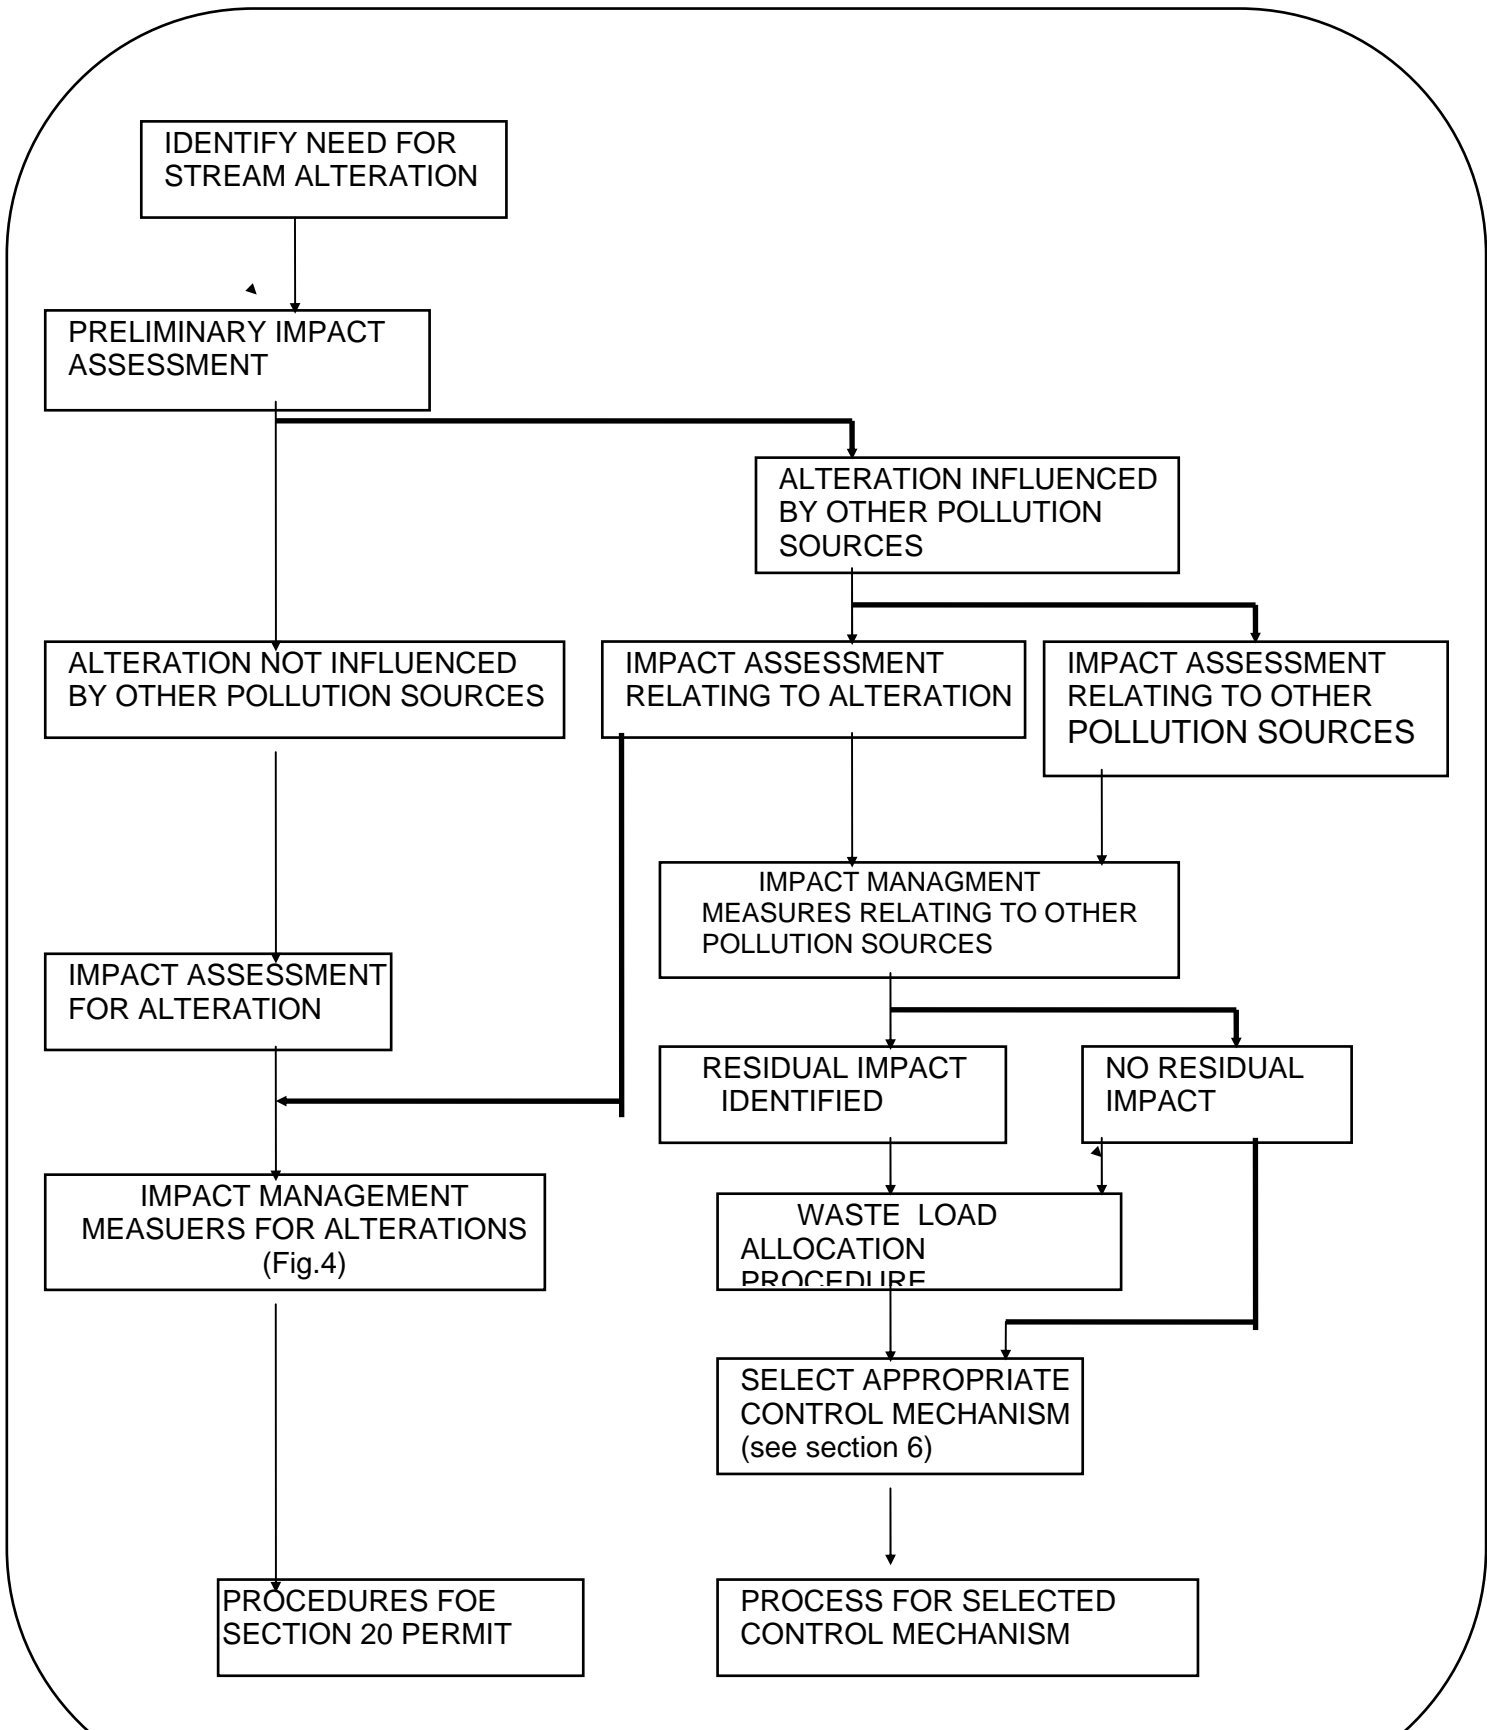 IDENTIFY NEED FOR
STREAM ALTERATION
PRELIMINARY IMPACT
ASSESSMENT
ALTERATION INFLUENCED
BY OTHER POLLUTION
SOURCES
ALTERATION NOT INFLUENCED
BY OTHER POLLUTION SOURCES
IMPACT ASSESSMENT
RELATING TO ALTERATION
IMPACT ASSESSMENT
RELATING TO OTHER
POLLUTION SOURCES
IMPACT MANAGMENT
MEASURES RELATING TO OTHER
POLLUTION SOURCES
IMPACT ASSESSMENT
FOR ALTERATION
RESIDUAL IMPACT
IDENTIFIED
NO RESIDUAL
IMPACT
IMPACT MANAGEMENT
MEASUERS FOR ALTERATIONS
(Fig.4)
WASTE LOAD
ALLOCATION
PROCEDURE
SELECT APPROPRIATE
CONTROL MECHANISM
(see section 6)
PROCEDURES FOE
SECTION 20 PERMIT
PROCESS FOR SELECTED
CONTROL MECHANISM